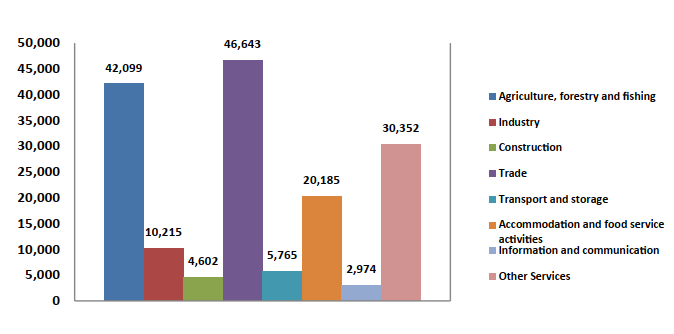 50,000
45,000
40,000
35,000
30,000
25,000
20,000
15,000
10,000
5,000
0
42,099
10,215
4,602
46,643
5,765
20,185
2,974
30,352
Agriculture, forestry and fishing
Industry
Construction
Trade
Transport and storage
Accommodation and food service
activities
Information and communication
Other Services